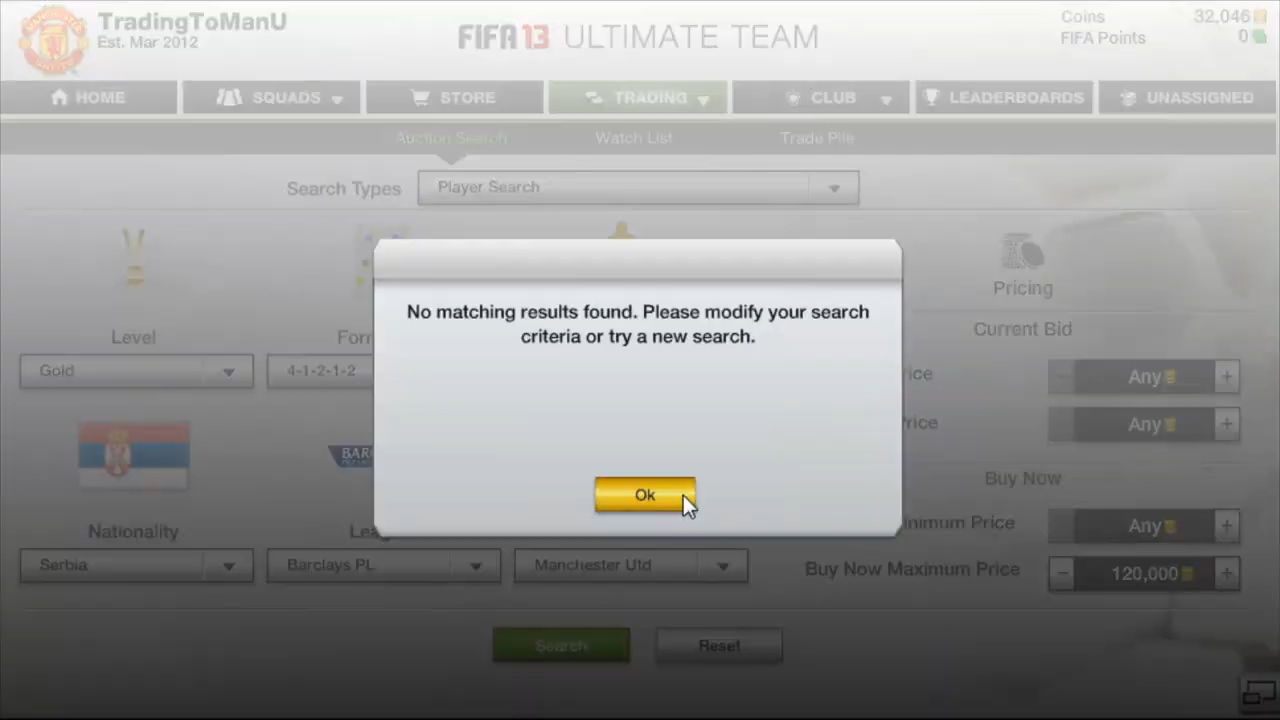 TradingToManU
Est. Mar 2012
FIFA 13 ULTIMATE TEAM
Coins 32,046
FIFA Points 0
HOME SQUADS STORE TRADING CLUB LEADERBOARDS UNASSIGNED
Auction Search Watch List Trade Pile
Search Types Player Search
Pricing
Level
Current Bid
Gold
4-1-2-1-2
Any
Any
No matching results found. Please modify your search
criteria or try a new search.
Ok
Buy Now
Nationality
Any
Serbia
Barclays PL
Manchester Utd
Buy Now Maximum Price 120,000
Search Reset